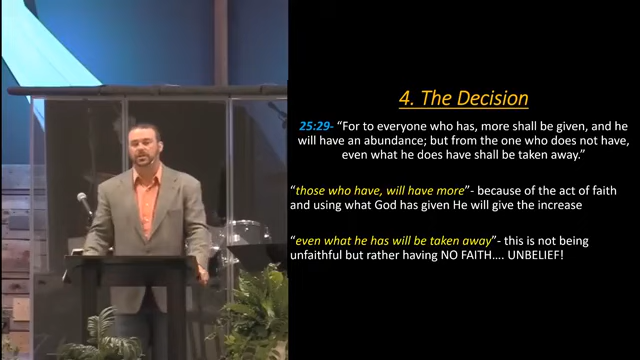 4. The Decision
25:29- “For to everyone who has, more shall be given, and he
will have an abundance; but from the one who does not have,
even what he does have shall be taken away.”
“those who have, will have more”- because of the act of faith
and using what God has given He will give the increase
“even what he has will be taken away”- this is not being
unfaithful but rather having NO FAITH…. UNBELIEF!